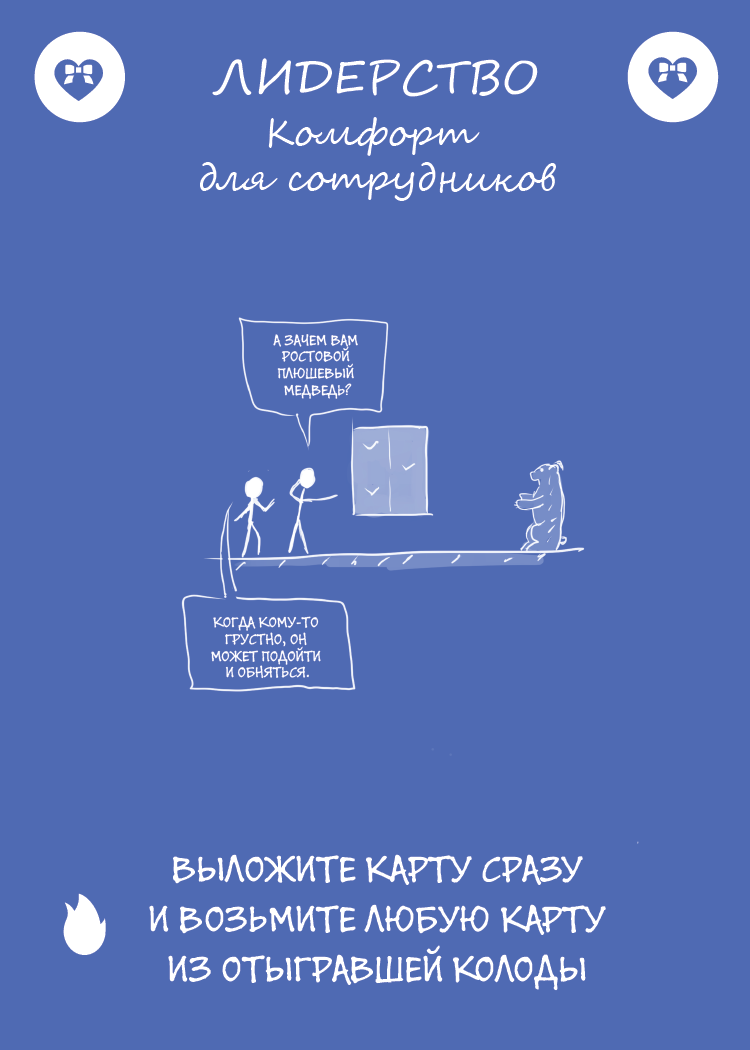 ЛИДЕРСТВО
Комфорт
для сотрудников
А ЗАЧЕМ ВАМ
РОСТОВОЙ
ПЛЮШЕВЫЙ
МЕДВЕДЬ?
КОГДА КОМУ-ТО
ГРУСТНО, ОН
МОЖЕТ ПОДОЙТИ
И ОБНЯТЬСЯ.
ВЫЛОЖИТЕ КАРТУ СРАЗУ
И ВОЗЬМИТЕ ЛЮБУЮ КАРТУ
ИЗ ОТЫГРАВШЕЙ КОЛОДЫ